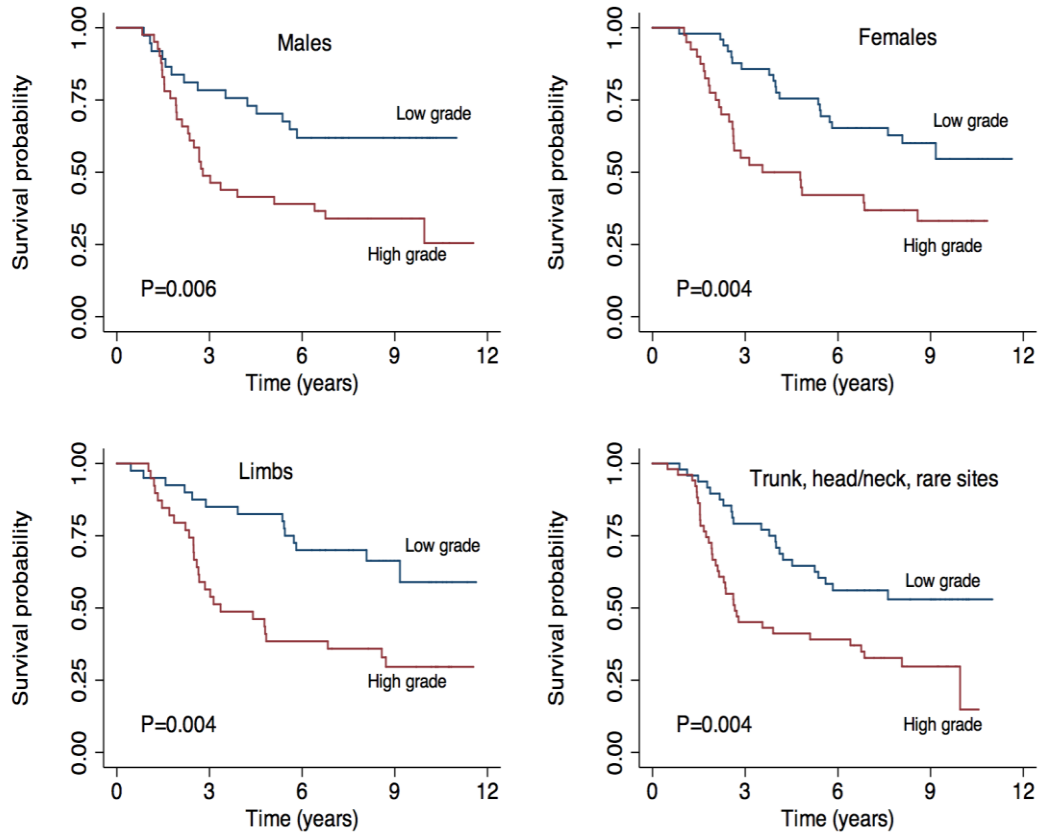 Males
Survival probability
1.00
0.75
0.50
0.25
0.00
Low grade
High grade
P=0.006
0 3 6 9 12
Time (years)
Females
Survival probability
1.00
0.75
0.50
0.25
0.00
Low grade
High grade
P=0.004
0 3 6 9 12
Time (years)
Limbs
Survival probability
1.00
0.75
0.50
0.25
0.00
Low grade
High grade
P=0.004
0 3 6 9 12
Time (years)
Trunk, head/neck, rare sites
Survival probability
1.00
0.75
0.50
0.25
0.00
Low grade
High grade
P=0.004
0 3 6 9 12
Time (years)